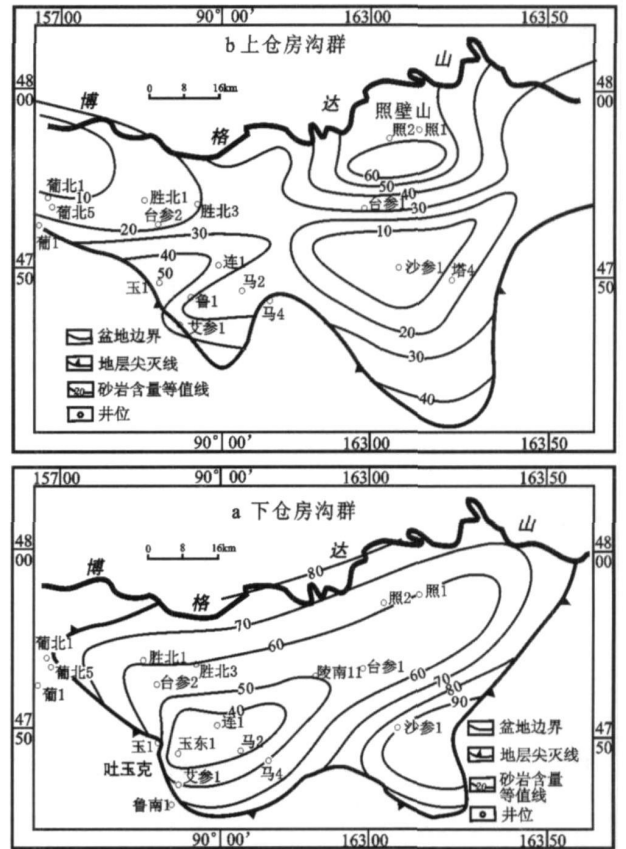 157 00 90° 00′ 163 00 163 50
b 上仓房沟群
山
48 00
48 00
博
0 8 16km
达
格
照壁山
照2 照1
60
50
40
30
葡北1
10
胜北1
葡北5
台参2
胜北3
台参1
葡1
20
30
10
40
连1
沙参1
塔4
47 50
47 50
玉1
50
马2
鲁1
马4
艾参1
20
30
40
盆地边界
地层尖灭线
20 砂岩含量等值线
井位
90° 00′ 163 00 163 50
157 00 90° 00′ 163 00 163 50
a 下仓房沟群
山
48 00
48 00
0 8 16km
达
博
80
格
照2 照1
70
60
葡北1
胜北1
葡北5
胜北3
陵南11
台参1
葡1
台参2
50
60
70
80
90
40
连1
沙参1
47 50
47 50
玉1
玉东1
马2
吐玉克
马4
艾参1
鲁南1
盆地边界
地层尖灭线
20 砂岩含量
等值线
井位
90° 00′ 163 00 163 50